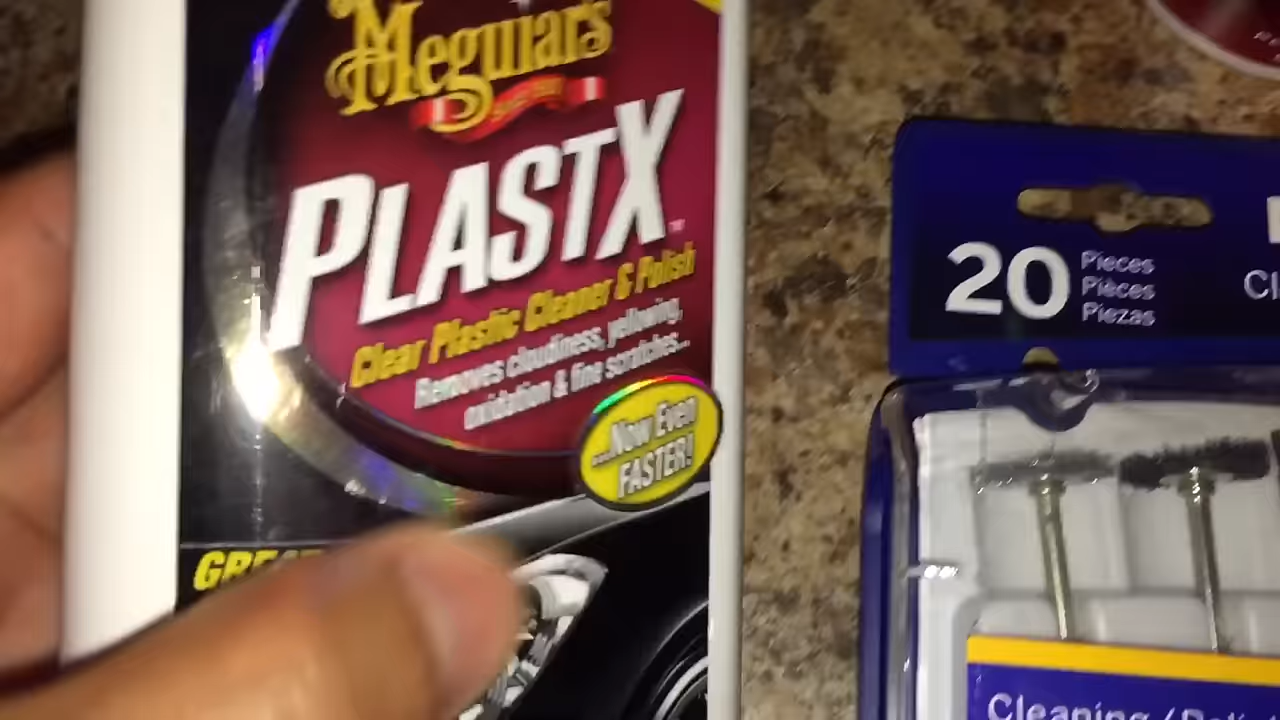 Meguiar's
PLASTX™
Clear Plastic Cleaner & Polish
Removes cloudiness, yellowing,
oxidation & fine scratches...
...Now Even
FASTER!
20
Pieces
Pièces
Piezas
Cleaning